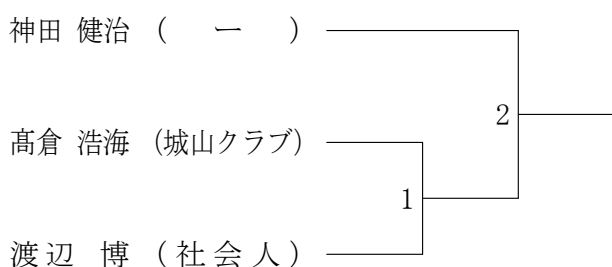 神田 健治 ( ー )
2
髙倉 浩海 (城山クラブ)
1
渡辺 博 (社会人)